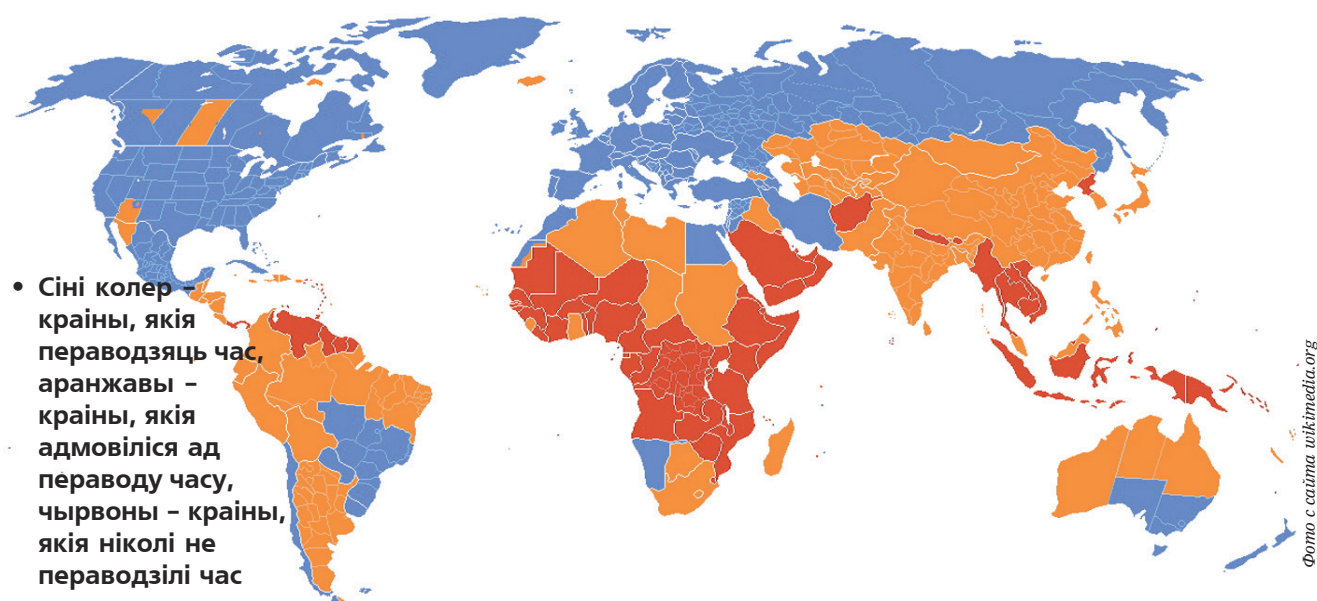 • Сіні колер –
краіны, якія
пераводзяць час,
аранжавы –
краіны, якія
адмовіліся ад
пераводу часу,
чырвоны – краіны,
якія ніколі не
пераводзілі час
Фото с сайта wikimedia.org